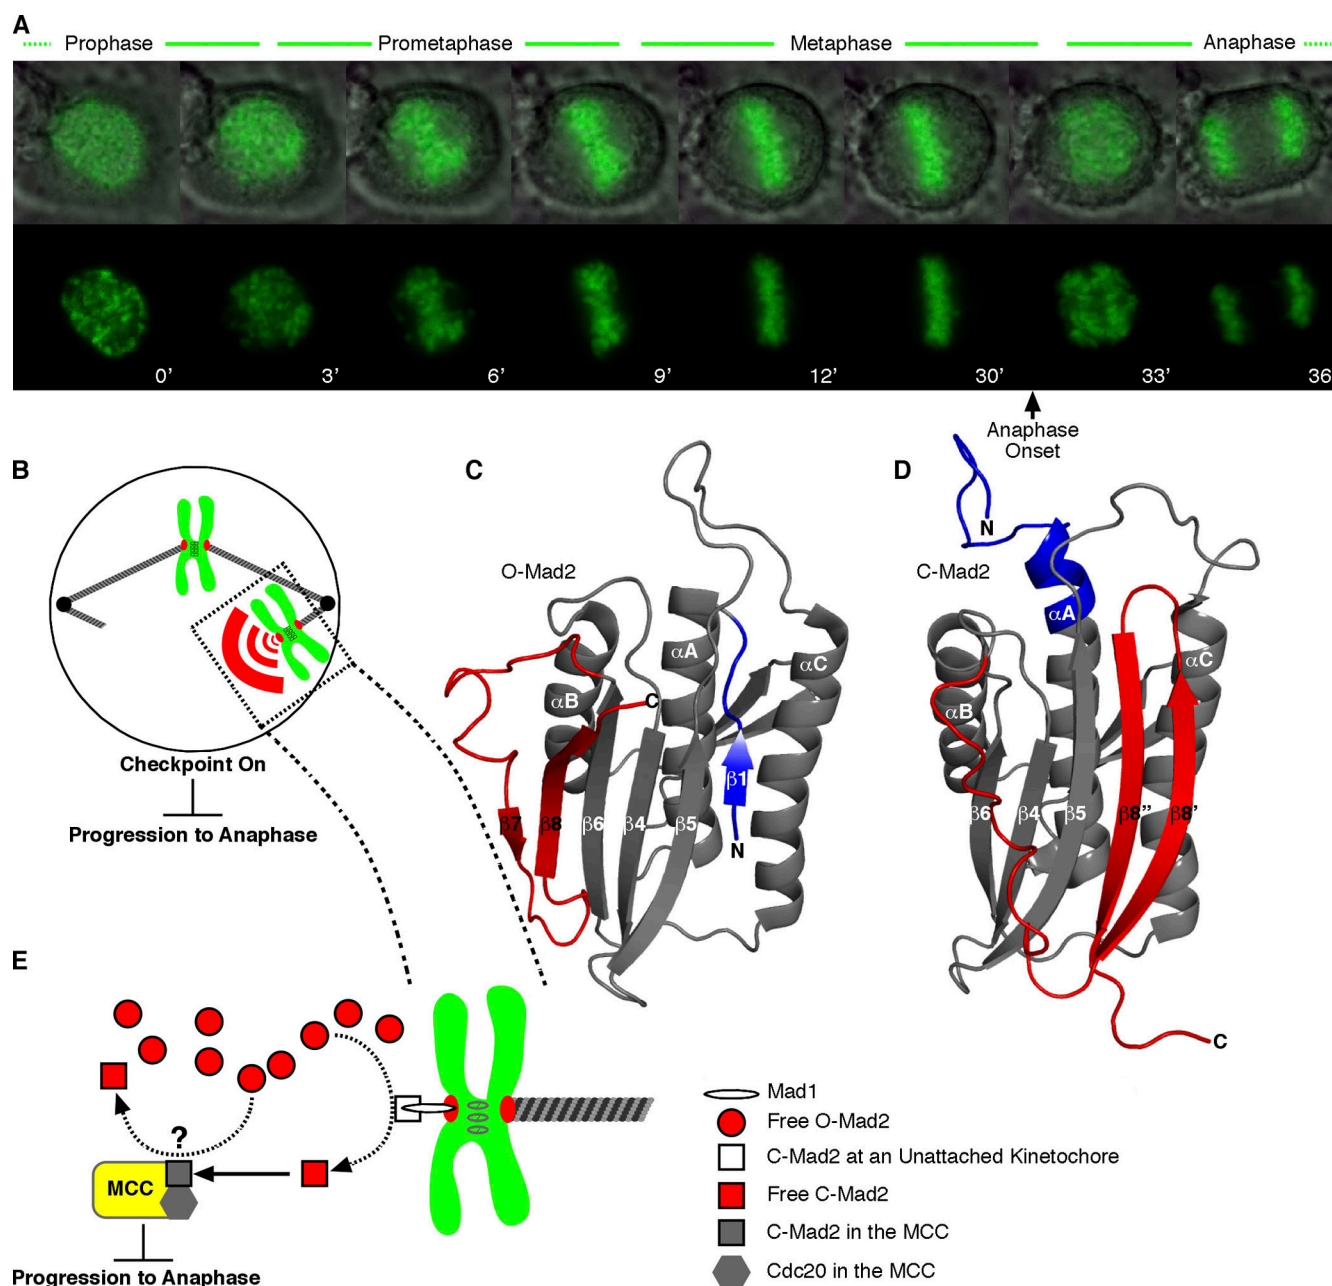 A
Prophase Prometaphase Metaphase Anaphase
0’ 3’ 6’ 9’ 12’ 30’ 33’ 36
Anaphase
Onset
B
Checkpoint On
Progression to Anaphase
C
O-Mad2
αA
αB
αC
C
β1
β7 β8 β6 β4 β5
N
D
N
C-Mad2
αA
αB
αC
β6 β4 β5 β8” β8’
C
E
?
MCC
Progression to Anaphase
Mad1
Free O-Mad2
C-Mad2 at an Unattached Kinetochore
Free C-Mad2
C-Mad2 in the MCC
Cdc20 in the MCC